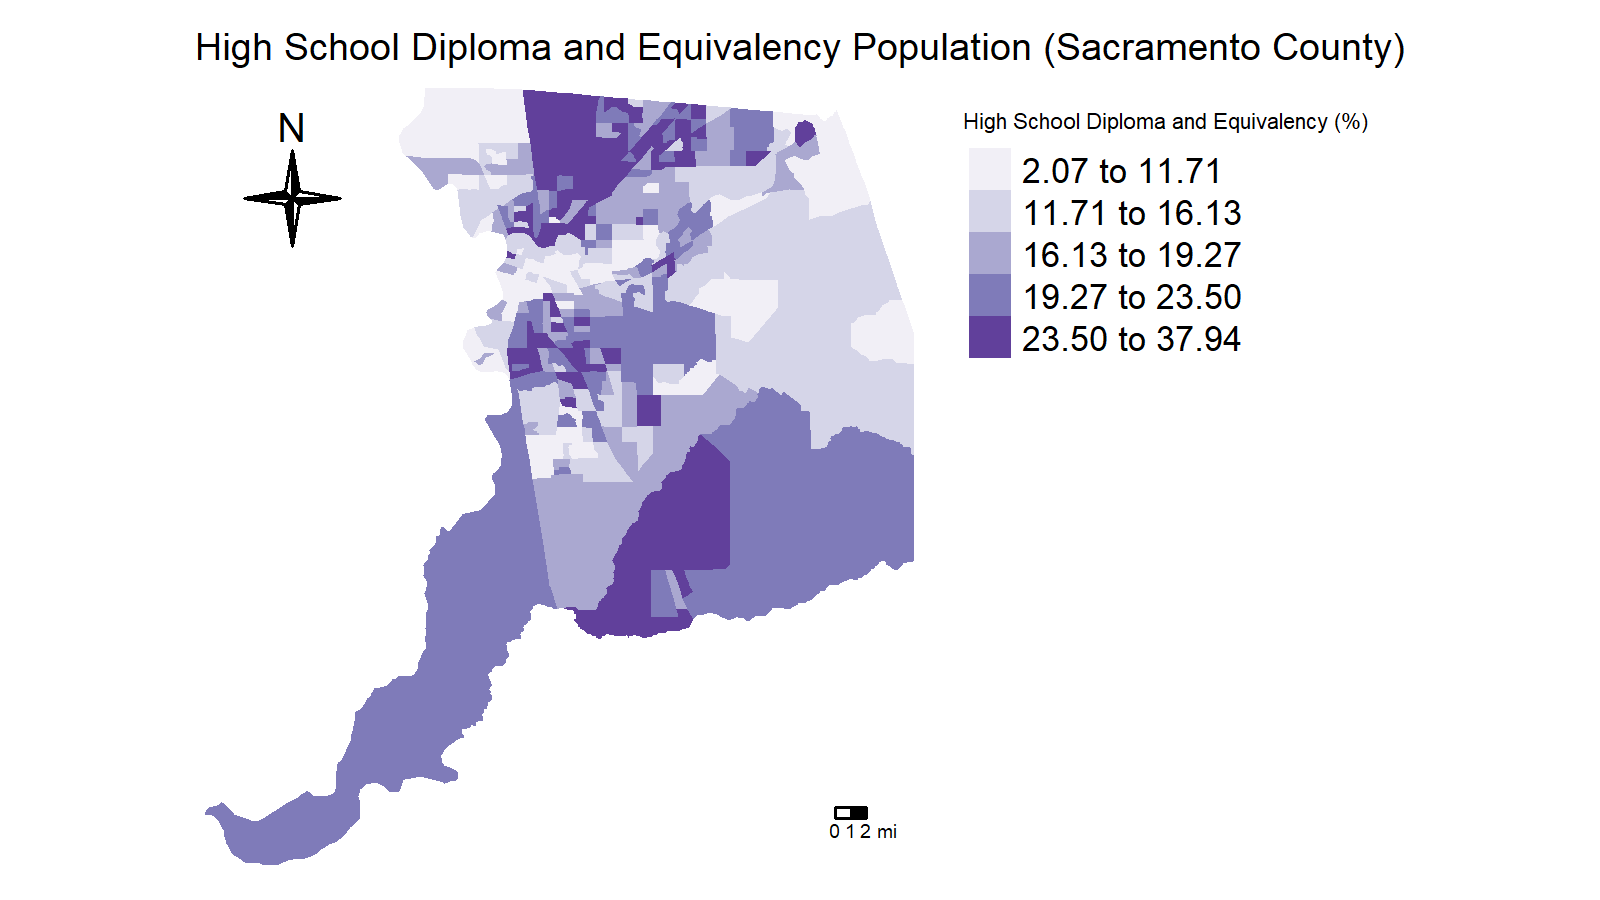 High School Diploma and Equivalency Population (Sacramento County)
N
High School Diploma and Equivalency (%)
2.07 to 11.71
11.71 to 16.13
16.13 to 19.27
19.27 to 23.50
23.50 to 37.94
0 1 2 mi